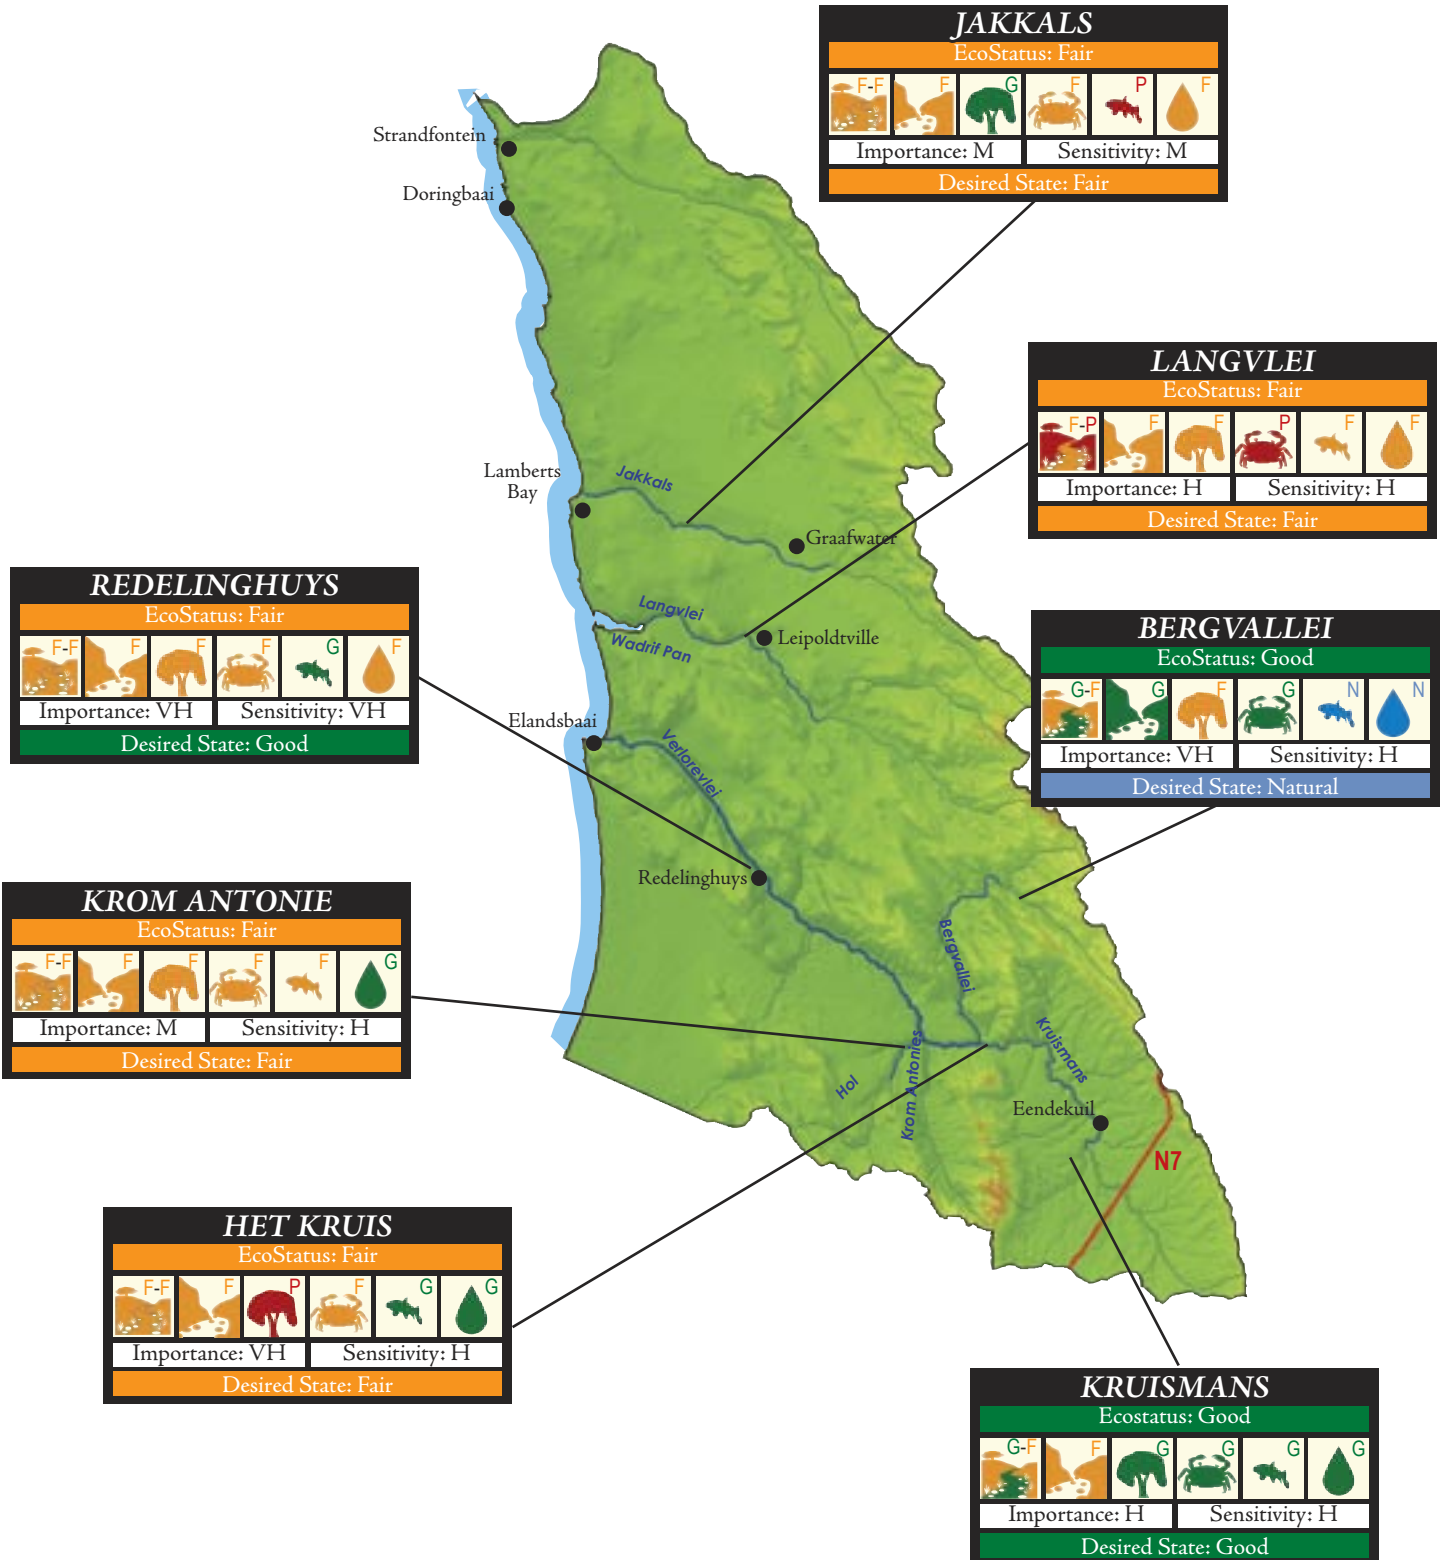 JAKKALS
EcoStatus: Fair
F-F F G F P F
Importance: M Sensitivity: M
Desired State: Fair
Strandfontein
Doringbaai
LANGVLEI
EcoStatus: Fair
F-P F F P F F
Importance: H Sensitivity: H
Desired State: Fair
Lamberts
Bay
Jakkals
Graafwater
REDELINGHUYS
EcoStatus: Fair
F-F F F F G F
Importance: VH Sensitivity: VH
Desired State: Good
Langvlei
Wadrif Pan
Leipoldtville
BERGVALLEI
EcoStatus: Good
G-F G F G N N
Importance: VH Sensitivity: H
Desired State: Natural
Elandsbaai
Verlorevlei
Redelinghuys
KROM ANTONIE
EcoStatus: Fair
F-F F F F F G
Importance: M Sensitivity: H
Desired State: Fair
Bergvallei
Kruismans
Hol
Krom Antonies
Eendekuil
N7
HET KRUIS
EcoStatus: Fair
F-F F P F G G
Importance: VH Sensitivity: H
Desired State: Fair
KRUISMANS
Ecostatus: Good
G-F F G G G G
Importance: H Sensitivity: H
Desired State: Good